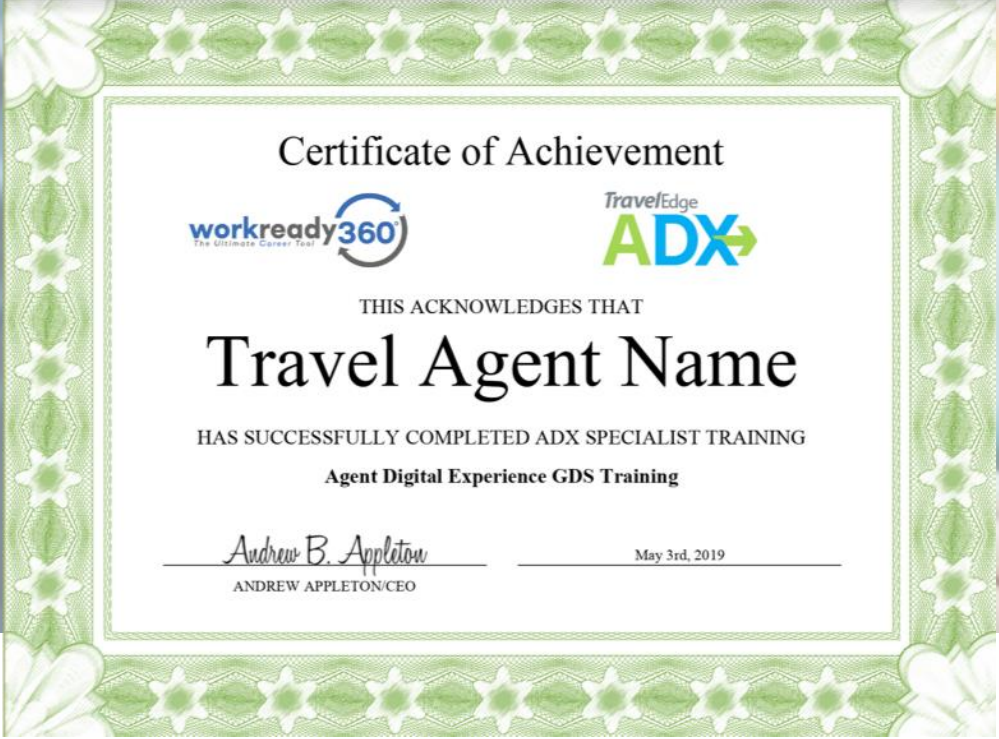 Certificate of Achievement
workready360°
The Ultimate Career Tool
TravelEdge
ADX
THIS ACKNOWLEDGES THAT
Travel Agent Name
HAS SUCCESSFULLY COMPLETED ADX SPECIALIST TRAINING
Agent Digital Experience GDS Training
Andrew B. Appleton
May 3rd, 2019
ANDREW APPLETON/CEO